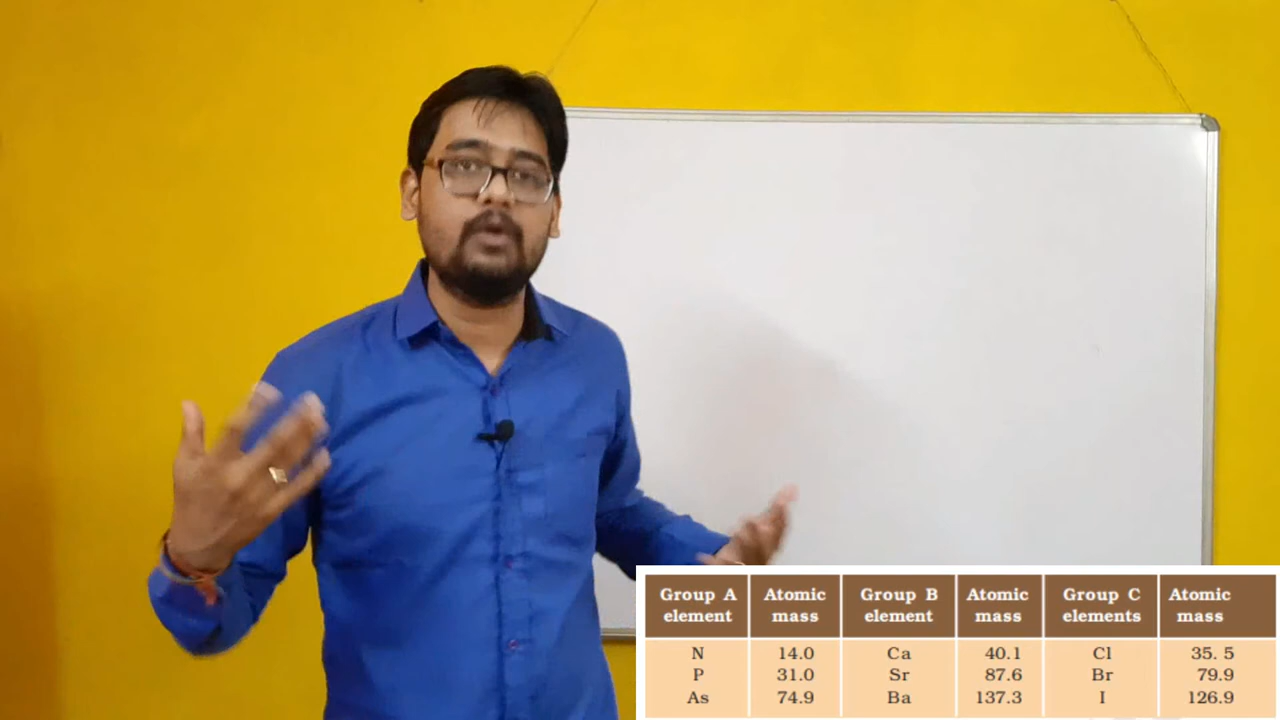 Group A element Atomic mass Group B element Atomic mass Group C elements Atomic mass
N 14.0 Ca 40.1 Cl 35. 5
P 31.0 Sr 87.6 Br 79.9
As 74.9 Ba 137.3 I 126.9